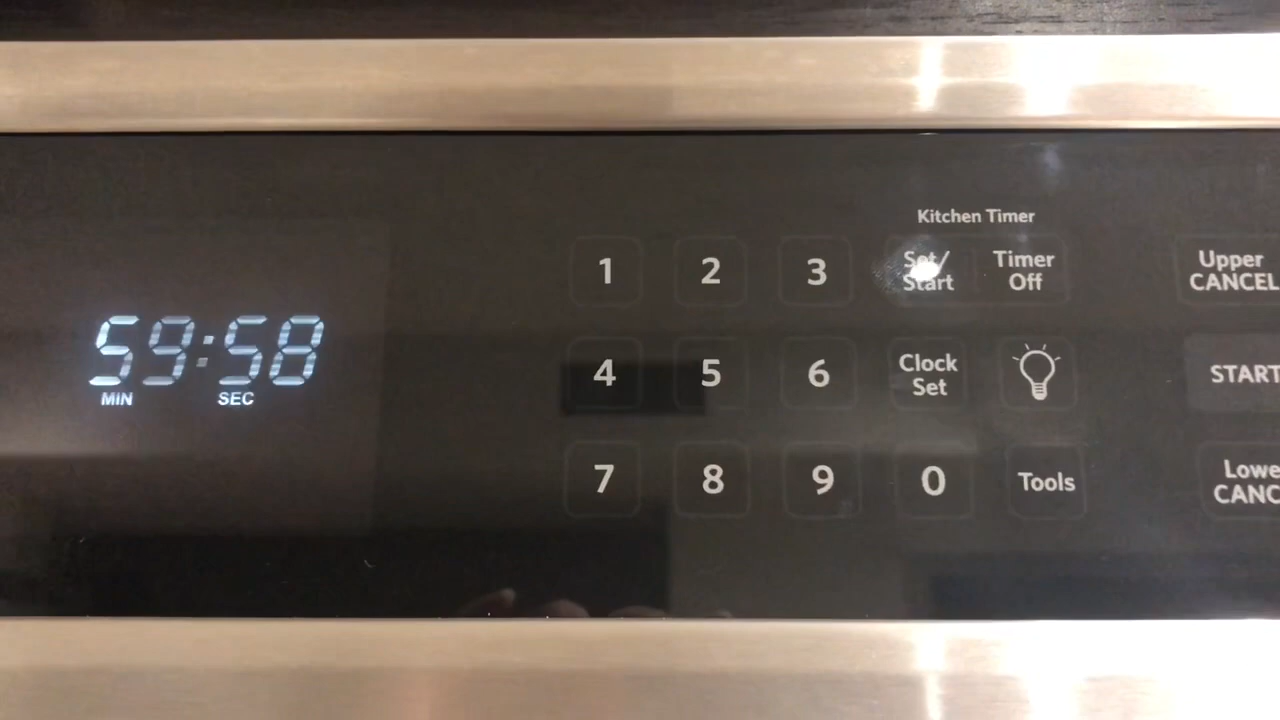 59:58
MIN SEC
Kitchen Timer
1 2 3 Set/ Start Timer Off Upper CANCEL
4 5 6 Clock Set START
7 8 9 0 Tools